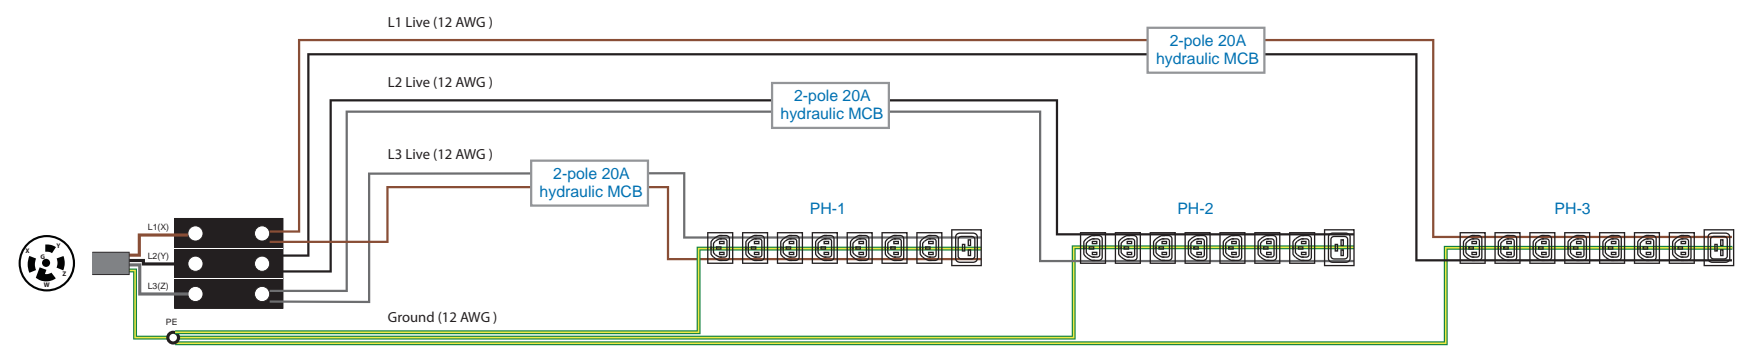 L1 Live (12 AWG )
2-pole 20A
hydraulic MCB
L2 Live (12 AWG )
2-pole 20A
hydraulic MCB
L3 Live (12 AWG )
2-pole 20A
hydraulic MCB
PH-1
PH-2
PH-3
L1(X)
L2(Y)
L3(Z)
X
Y
G
Z
W
PE
Ground (12 AWG )